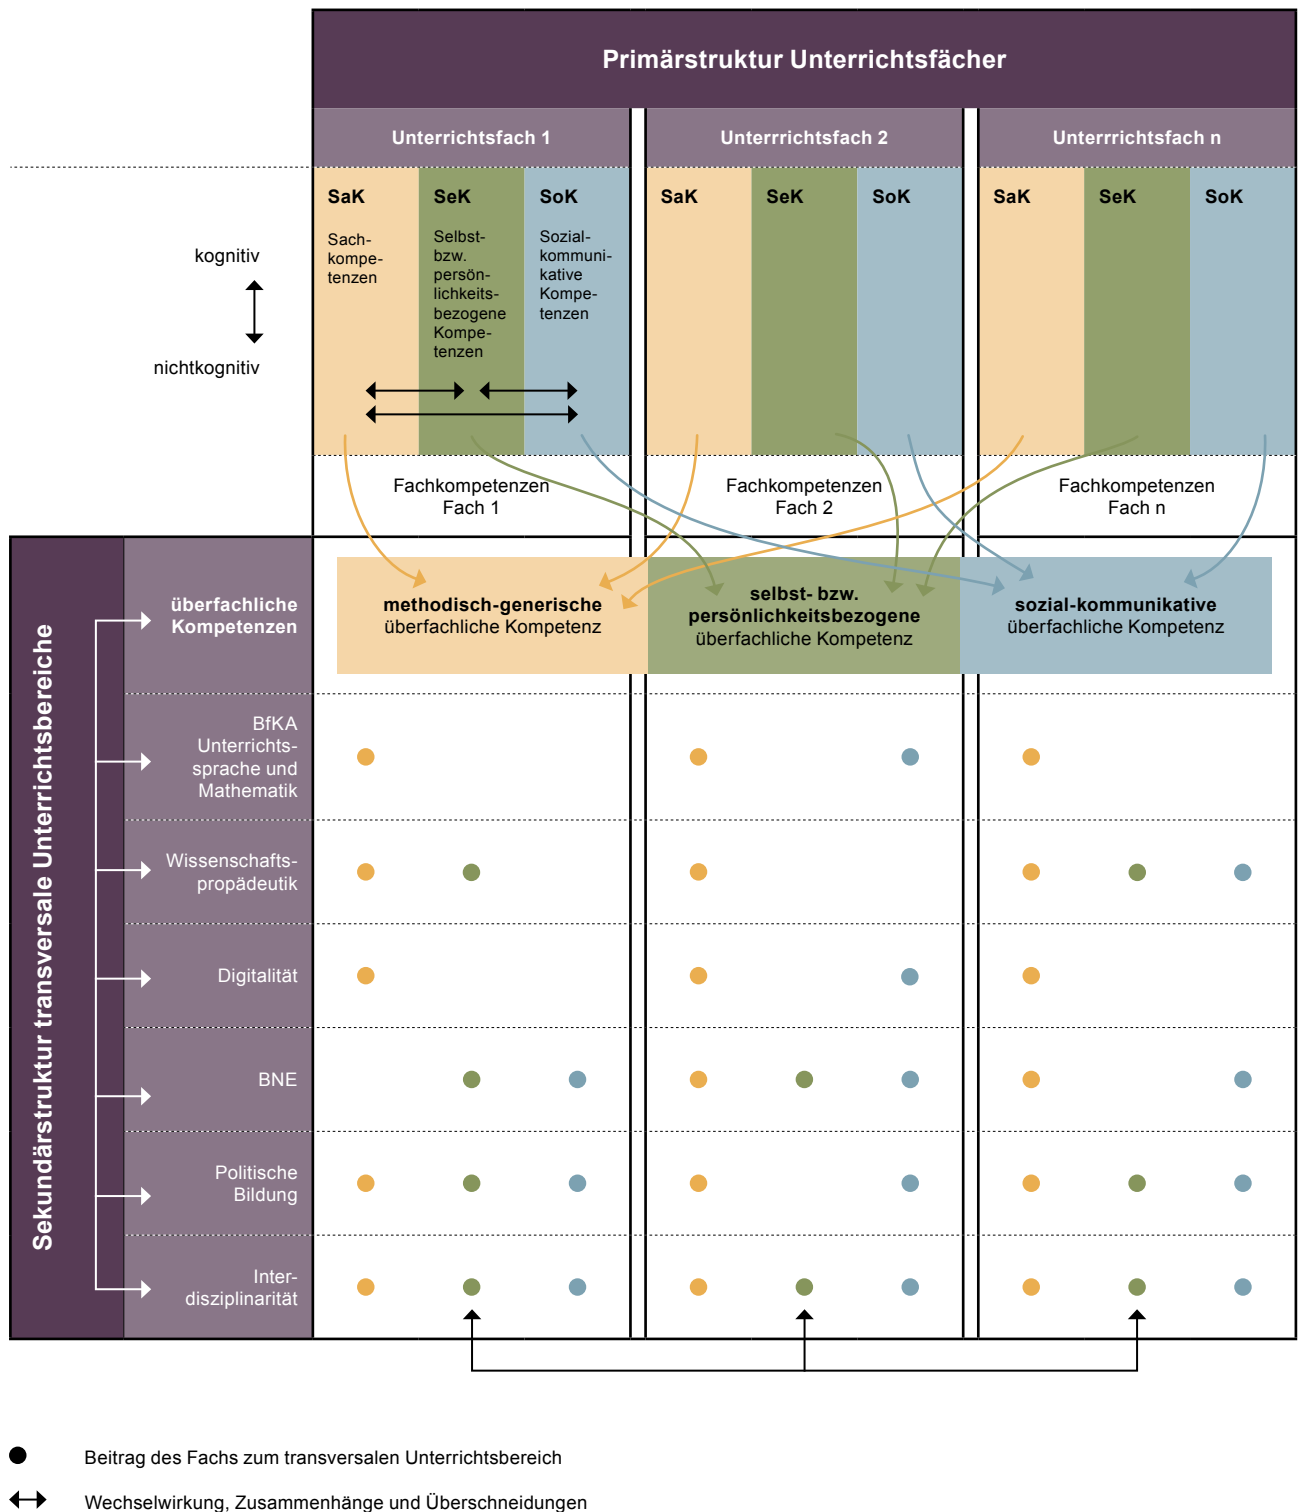 Primärstruktur Unterrichtsfächer
Unterrichtsfach 1
Unterrrichtsfach 2
Unterrrichtsfach n
SaK
SeK
SoK
SaK
SeK
SoK
SaK
SeK
SoK
Sach-
kompe-
tenzen
Selbst-
bzw.
persön-
lichkeits-
bezogene
Kompe-
tenzen
Sozial-
kommuni-
kative
Kompe-
tenzen
kognitiv
nichtkognitiv
Fachkompetenzen
Fach 1
Fachkompetenzen
Fach 2
Fachkompetenzen
Fach n
Sekundärstruktur transversale Unterrichtsbereiche
überfachliche
Kompetenzen
methodisch-generische
überfachliche Kompetenz
selbst- bzw.
persönlichkeitsbezogene
überfachliche Kompetenz
sozial-kommunikative
überfachliche Kompetenz
BfKA
Unterrichts-
sprache und
Mathematik
Wissenschafts-
propädeutik
Digitalität
BNE
Politische
Bildung
Inter-
disziplinarität
Beitrag des Fachs zum transversalen Unterrichtsbereich
Wechselwirkung, Zusammenhänge und Überschneidungen